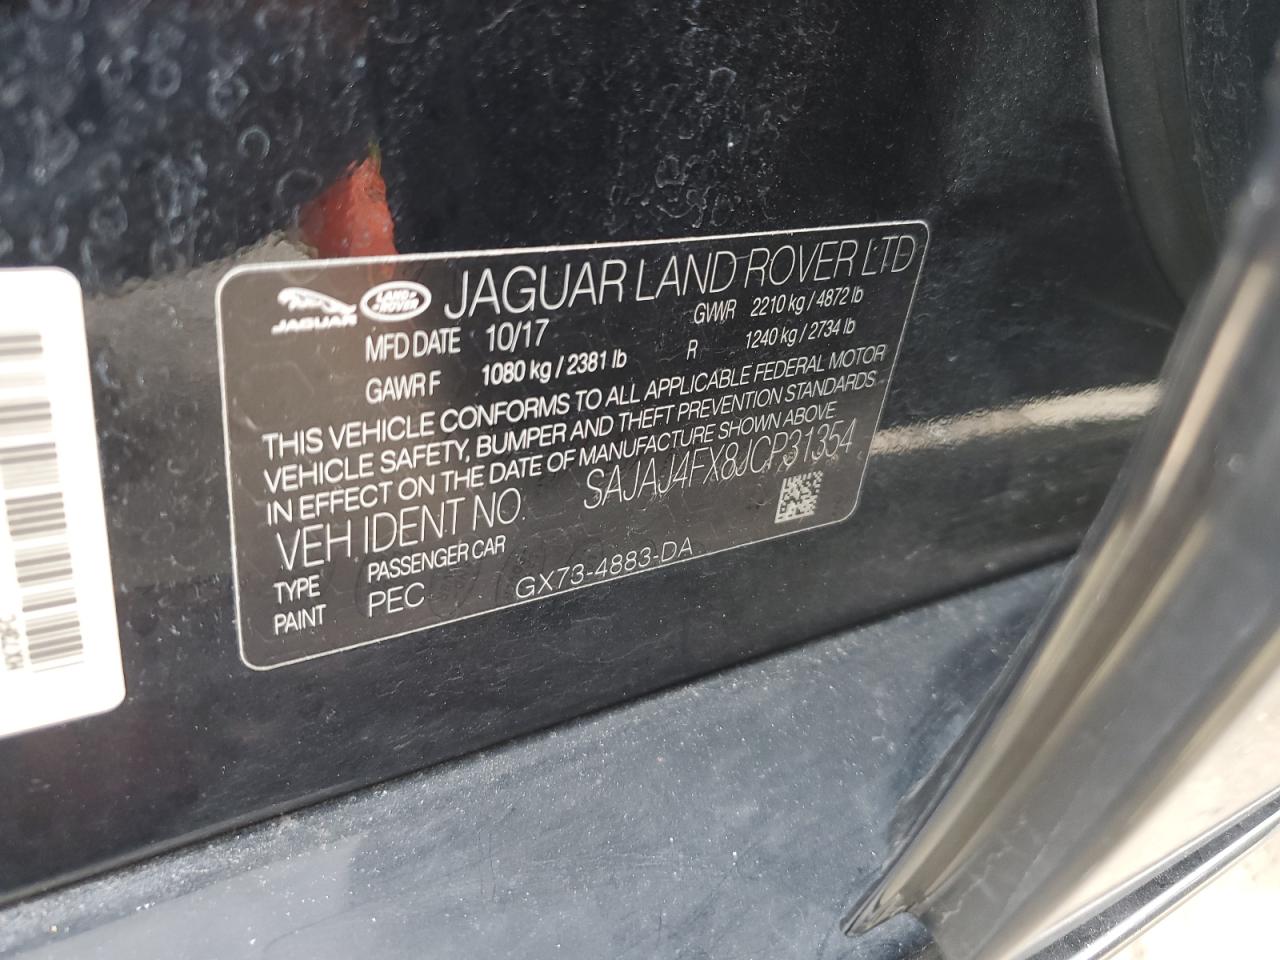 JAGUAR LAND-ROVER JAGUAR LAND ROVER LTD
MFD DATE 10/17 GVWR 2210 kg / 4872 lb
GAWR F 1080 kg / 2381 lb R 1240 kg / 2734 lb
THIS VEHICLE CONFORMS TO ALL APPLICABLE FEDERAL MOTOR
VEHICLE SAFETY, BUMPER AND THEFT PREVENTION STANDARDS
IN EFFECT ON THE DATE OF MANUFACTURE SHOWN ABOVE
VEH IDENT NO. SAJAJ4FX8JCP31354
TYPE PASSENGER CAR
PAINT PEC GX73-4883-DA